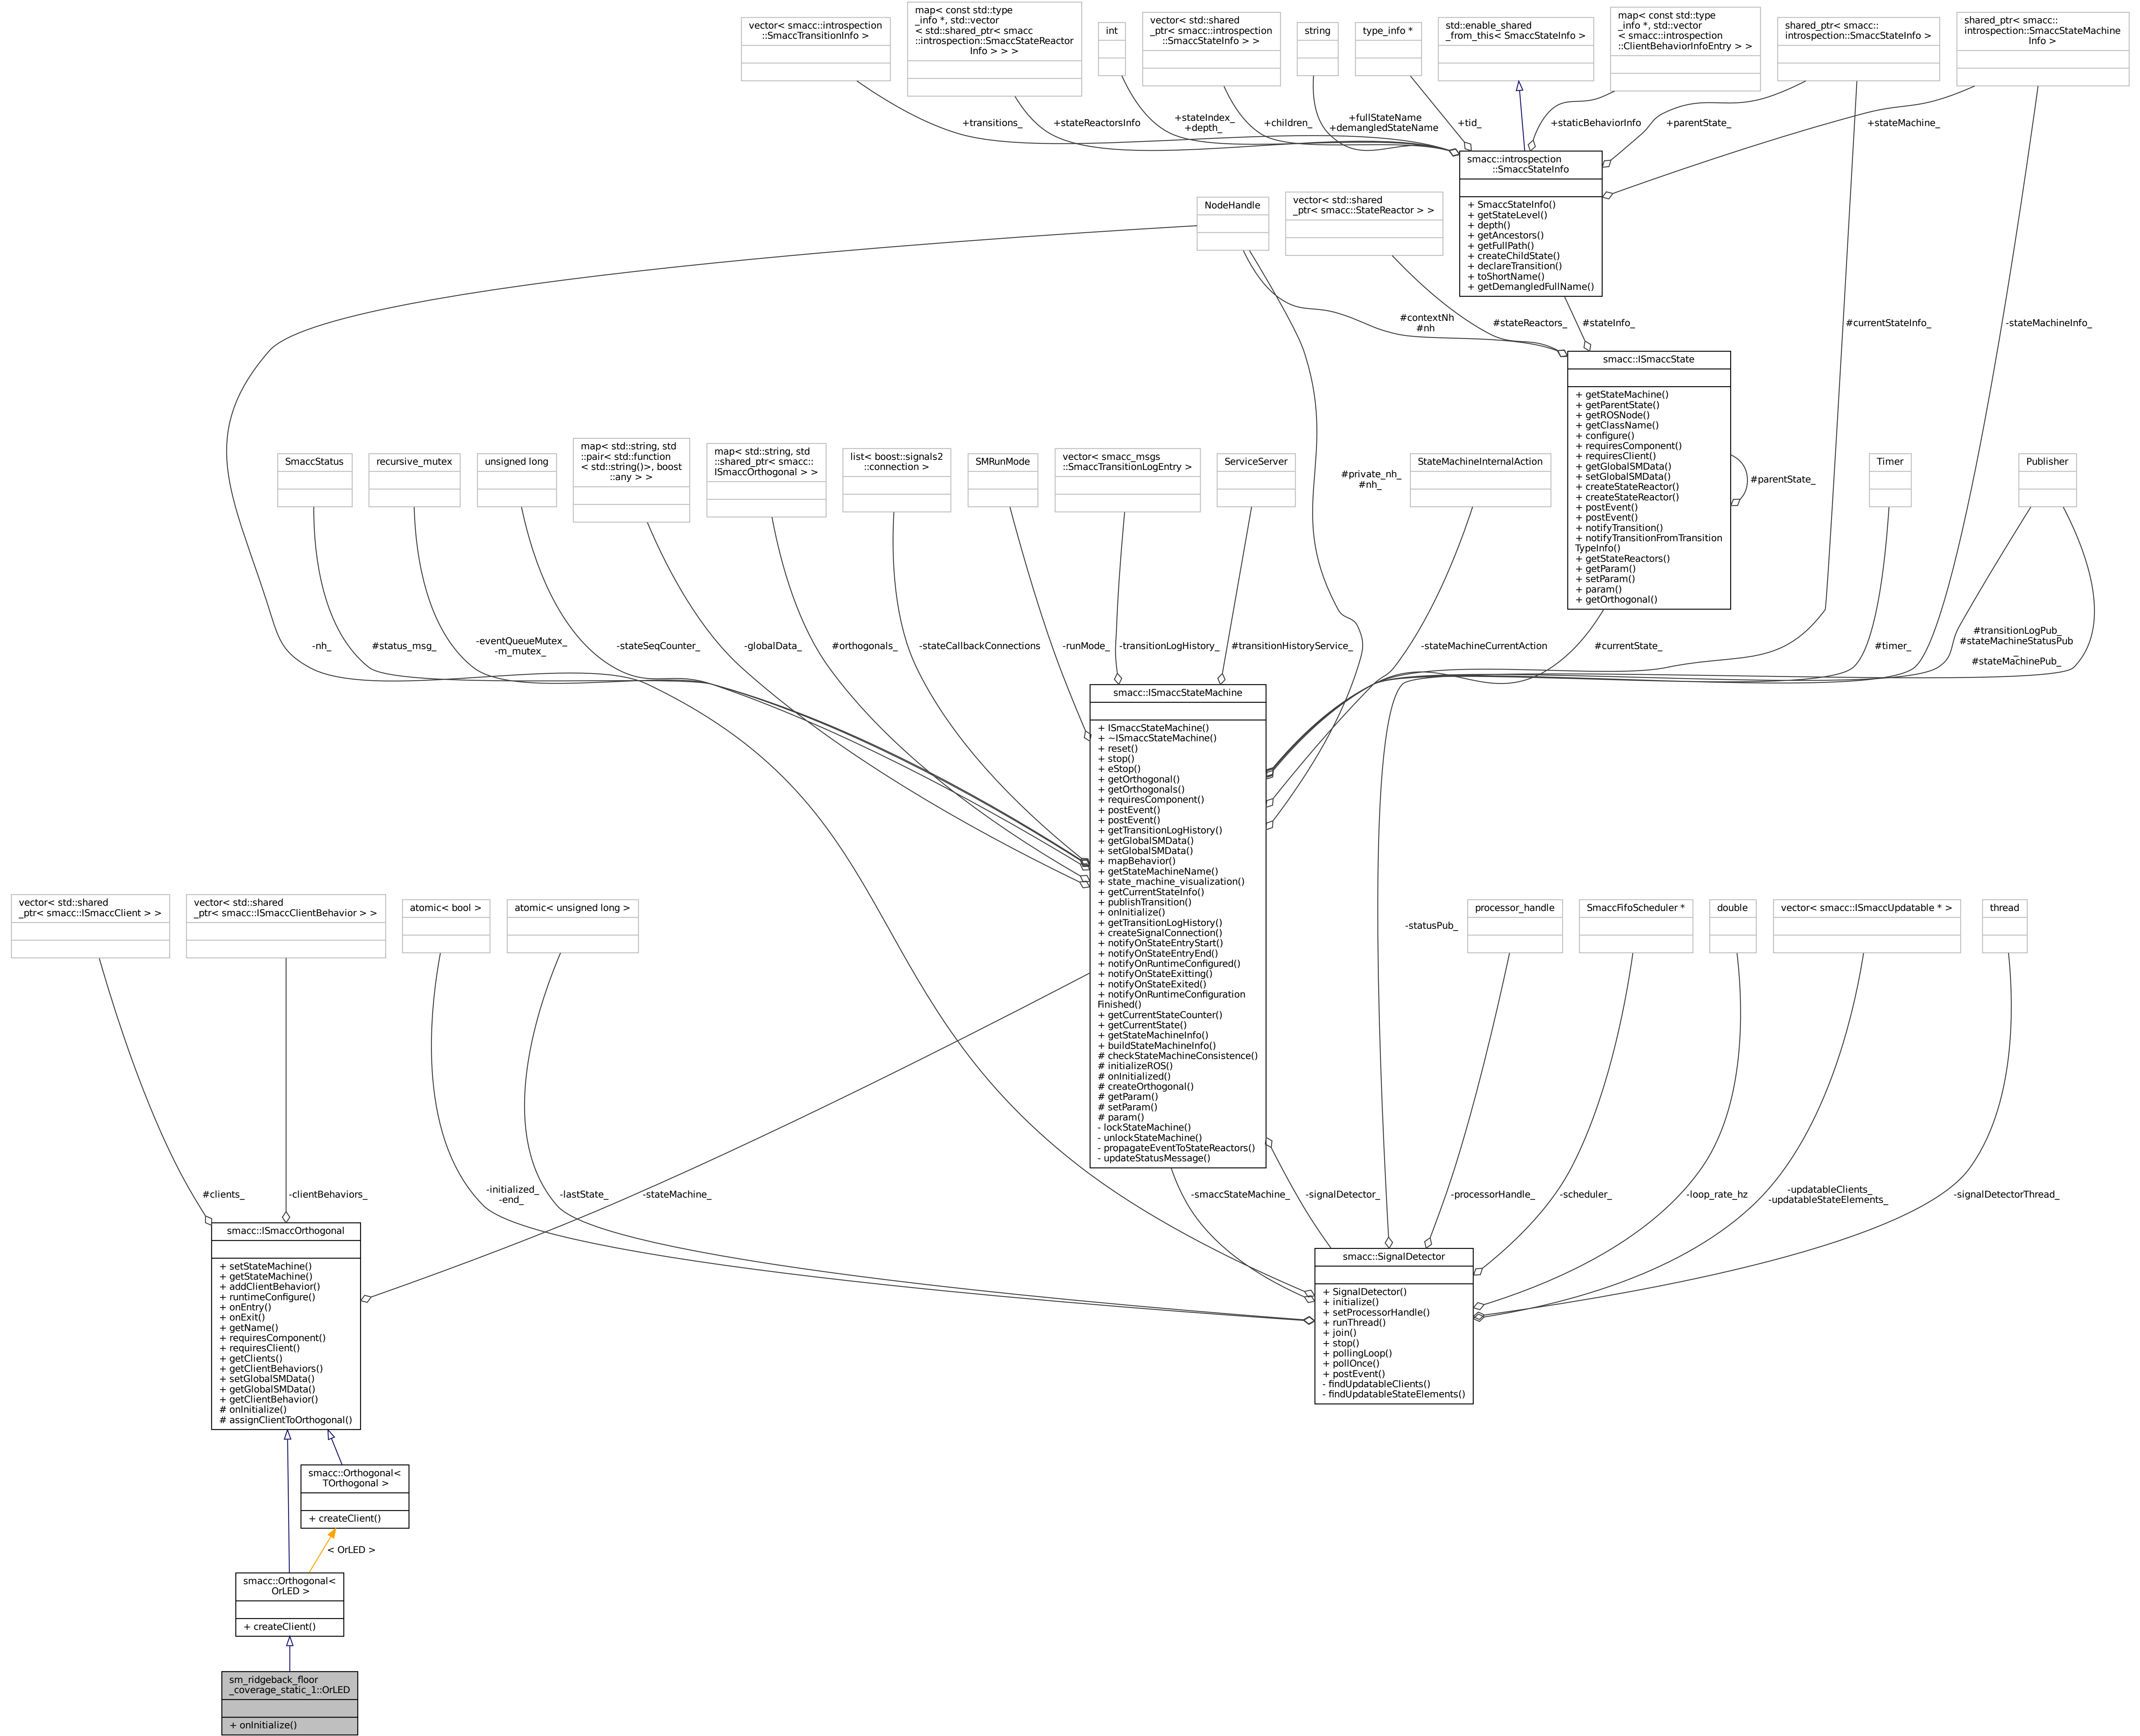 vector< smacc::introspection
::SmaccTransitionInfo >
map< const std::type
_info *, std::vector
< std::shared_ptr< smacc
::introspection::SmaccStateReactor
Info > > >
int
vector< std::shared
_ptr< smacc::introspection
::SmaccStateInfo > >
string
type_info *
std::enable_shared
_from_this< SmaccStateInfo >
map< const std::type
_info *, std::vector
< smacc::introspection
::ClientBehaviorInfoEntry > >
shared_ptr< smacc::
introspection::SmaccStateInfo >
shared_ptr< smacc::
introspection::SmaccStateMachine
Info >
+transitions_
+stateReactorsInfo
+stateIndex_
+depth_
+children_
+fullStateName
+demangledStateName
+tid_
+staticBehaviorInfo
+parentState_
+stateMachine_
smacc::introspection
::SmaccStateInfo
+ SmaccStateInfo()
+ getStateLevel()
+ depth()
+ getAncestors()
+ getFullPath()
+ createChildState()
+ declareTransition()
+ toShortName()
+ getDemangledFullName()
NodeHandle
vector< std::shared
_ptr< smacc::StateReactor > >
#contextNh
#nh
#stateReactors_
#stateInfo_
#currentStateInfo_
-stateMachineInfo_
smacc::ISmaccState
+ getStateMachine()
+ getParentState()
+ getROSNode()
+ getClassName()
+ configure()
+ requiresComponent()
+ requiresClient()
+ getGlobalSMData()
+ setGlobalSMData()
+ createStateReactor()
+ createStateReactor()
+ postEvent()
+ postEvent()
+ notifyTransition()
+ notifyTransitionFromTransition
TypeInfo()
+ getStateReactors()
+ getParam()
+ setParam()
+ param()
+ getOrthogonal()
#parentState_
SmaccStatus
recursive_mutex
unsigned long
map< std::string, std
::pair< std::function
< std::string()>, boost
::any > >
map< std::string, std
::shared_ptr< smacc::
ISmaccOrthogonal > >
list< boost::signals2
::connection >
SMRunMode
vector< smacc_msgs
::SmaccTransitionLogEntry >
ServiceServer
#private_nh_
#nh_
StateMachineInternalAction
Timer
Publisher
-nh_
#status_msg_
-eventQueueMutex_
-m_mutex_
-stateSeqCounter_
-globalData_
#orthogonals_
-stateCallbackConnections
-runMode_
-transitionLogHistory_
#transitionHistoryService_
-stateMachineCurrentAction
#currentState_
#timer_
#transitionLogPub_
#stateMachineStatusPub
_
#stateMachinePub_
smacc::ISmaccStateMachine
+ ISmaccStateMachine()
+ ~ISmaccStateMachine()
+ reset()
+ stop()
+ eStop()
+ getOrthogonal()
+ getOrthogonals()
+ requiresComponent()
+ postEvent()
+ postEvent()
+ getTransitionLogHistory()
+ getGlobalSMData()
+ setGlobalSMData()
+ mapBehavior()
+ getStateMachineName()
+ state_machine_visualization()
+ getCurrentStateInfo()
+ publishTransition()
+ onInitialize()
+ getTransitionLogHistory()
+ createSignalConnection()
+ notifyOnStateEntryStart()
+ notifyOnStateEntryEnd()
+ notifyOnRuntimeConfigured()
+ notifyOnStateExitting()
+ notifyOnStateExited()
+ notifyOnRuntimeConfiguration
Finished()
+ getCurrentStateCounter()
+ getCurrentState()
+ getStateMachineInfo()
+ buildStateMachineInfo()
# checkStateMachineConsistence()
# initializeROS()
# onInitialized()
# createOrthogonal()
# getParam()
# setParam()
# param()
- lockStateMachine()
- unlockStateMachine()
- propagateEventToStateReactors()
- updateStatusMessage()
vector< std::shared
_ptr< smacc::ISmaccClient > >
vector< std::shared
_ptr< smacc::ISmaccClientBehavior > >
atomic< bool >
atomic< unsigned long >
-statusPub_
processor_handle
SmaccFifoScheduler *
double
vector< smacc::ISmaccUpdatable * >
thread
#clients_
-clientBehaviors_
-initialized_
-end_
-lastState_
-stateMachine_
-smaccStateMachine_
-signalDetector_
-processorHandle_
-scheduler_
-loop_rate_hz
-updatableClients_
-updatableStateElements_
-signalDetectorThread_
smacc::ISmaccOrthogonal
+ setStateMachine()
+ getStateMachine()
+ addClientBehavior()
+ runtimeConfigure()
+ onEntry()
+ onExit()
+ getName()
+ requiresComponent()
+ requiresClient()
+ getClients()
+ getClientBehaviors()
+ setGlobalSMData()
+ getGlobalSMData()
+ getClientBehavior()
# onInitialize()
# assignClientToOrthogonal()
smacc::SignalDetector
+ SignalDetector()
+ initialize()
+ setProcessorHandle()
+ runThread()
+ join()
+ stop()
+ pollingLoop()
+ pollOnce()
+ postEvent()
- findUpdatableClients()
- findUpdatableStateElements()
smacc::Orthogonal<
TOrthogonal >
+ createClient()
< OrLED >
smacc::Orthogonal<
OrLED >
+ createClient()
sm_ridgeback_floor
_coverage_static_1::OrLED
+ onInitialize()